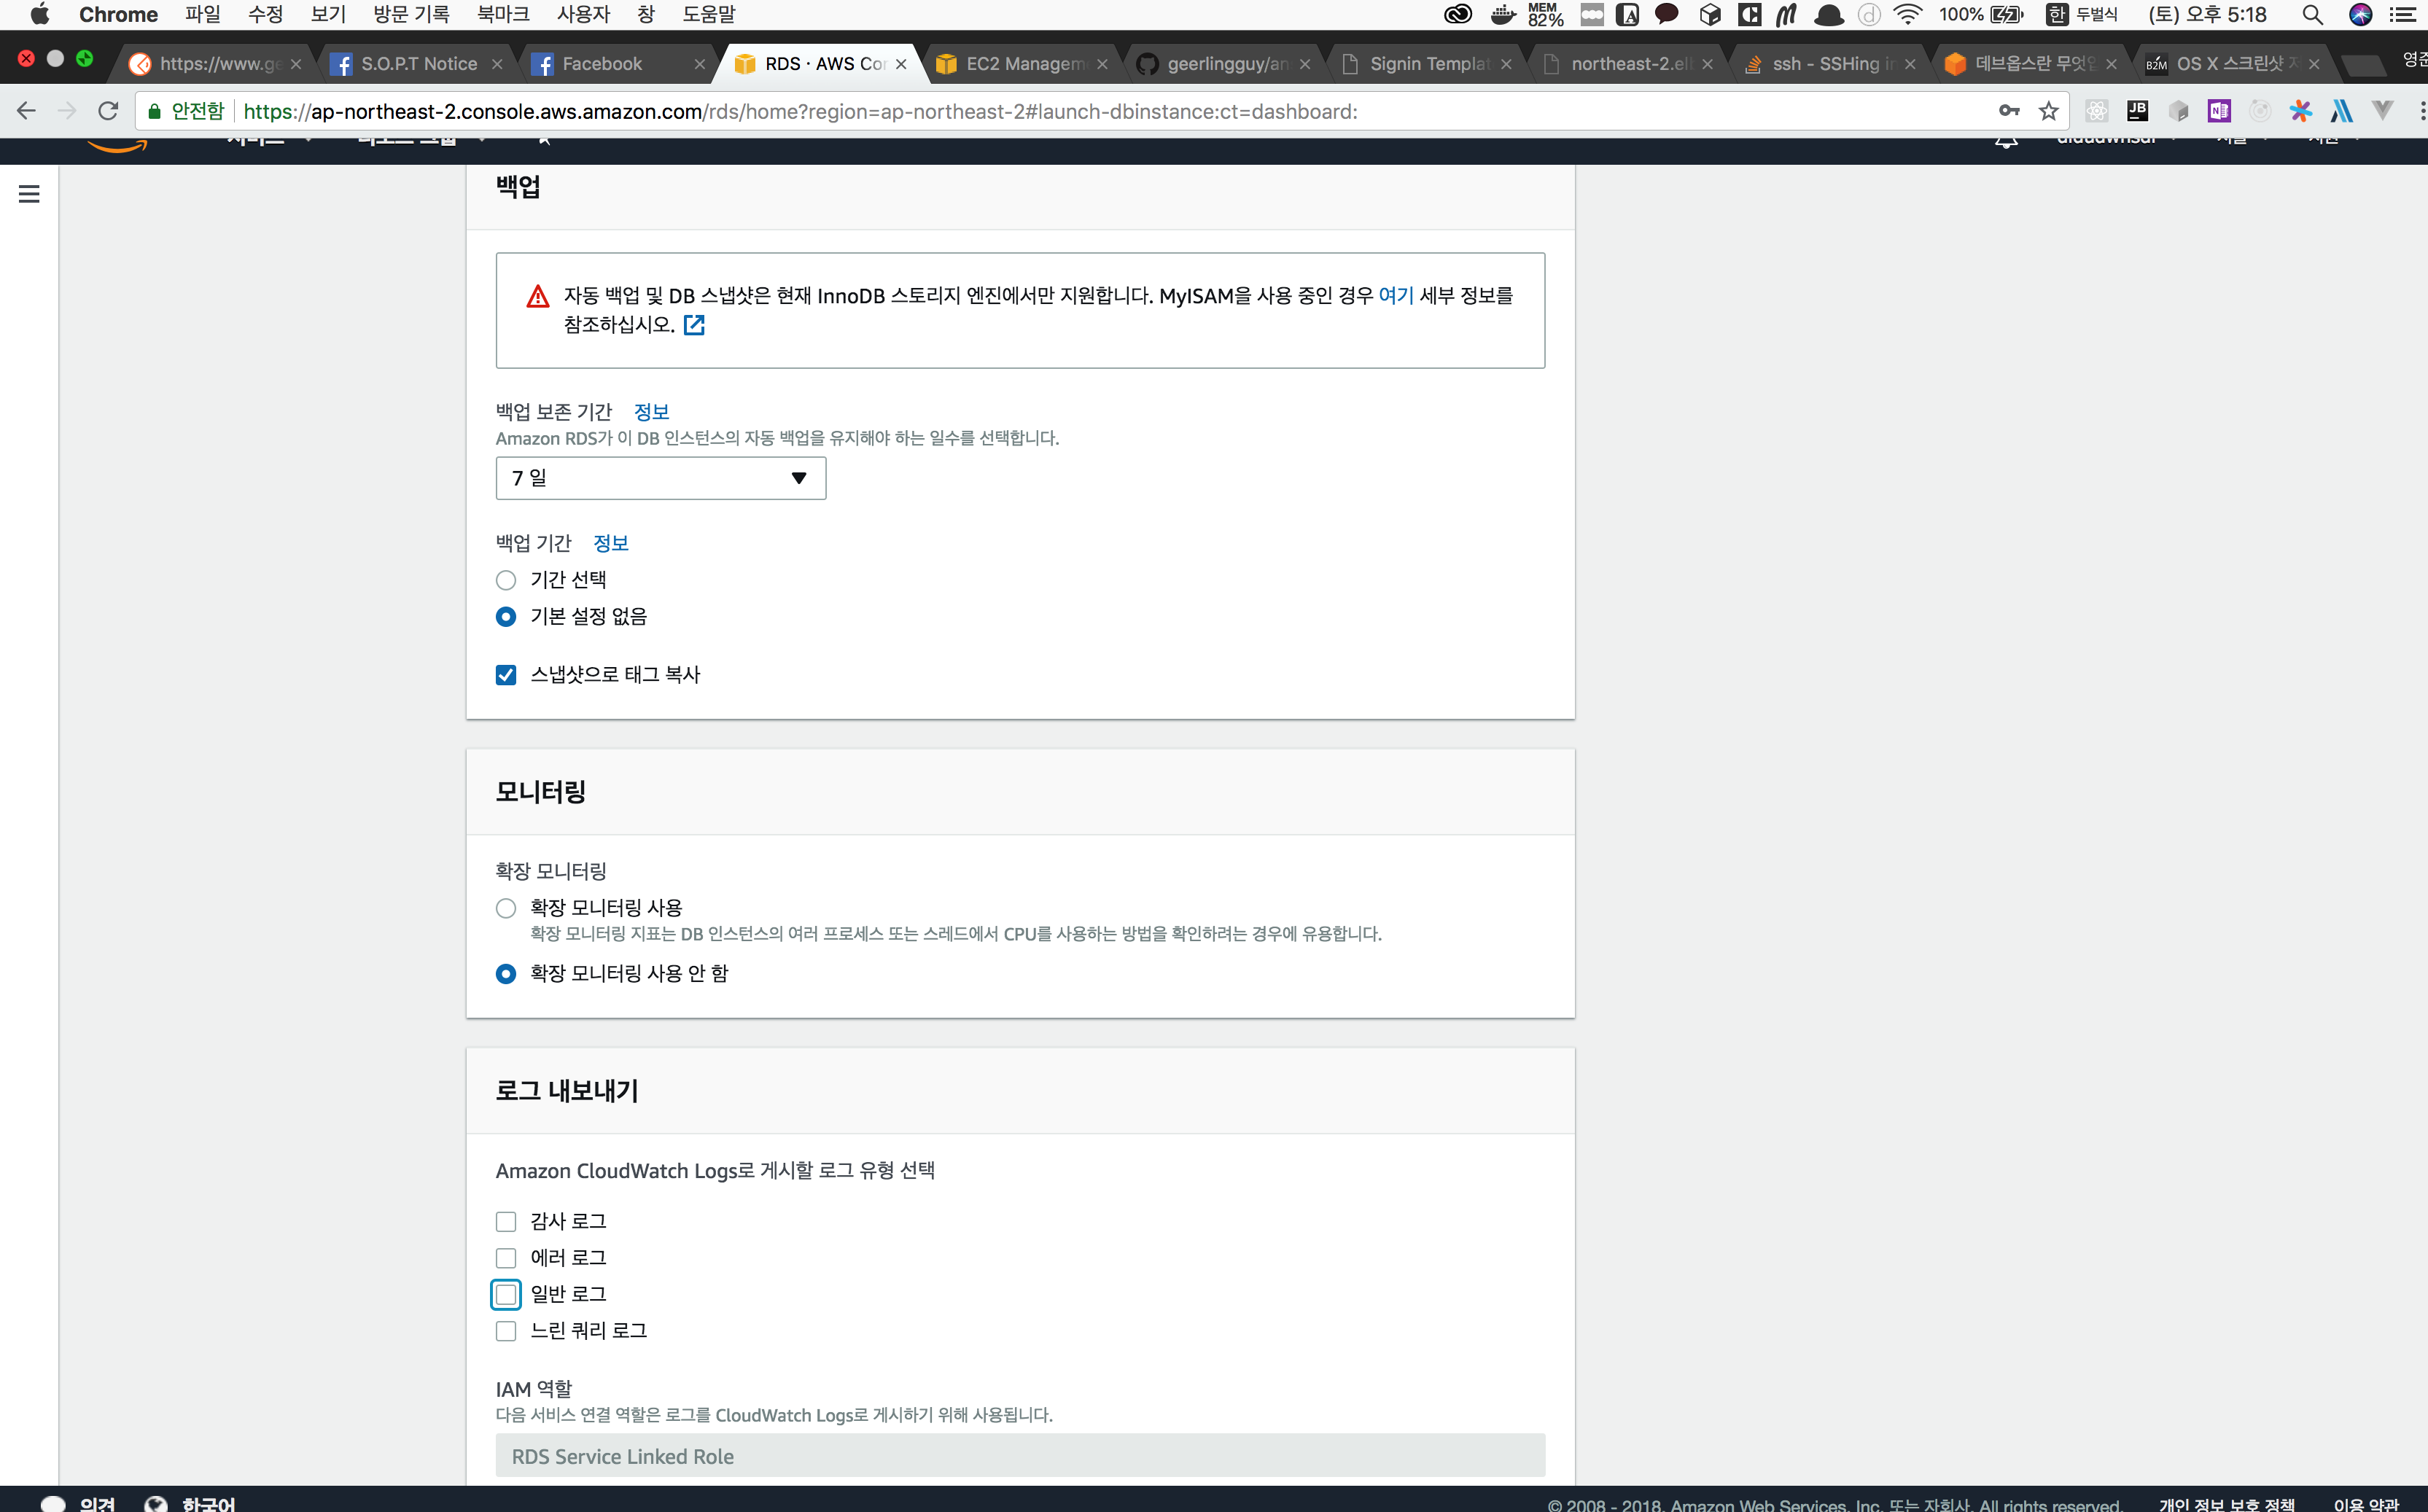 Chrome 파일 수정 보기 방문 기록 북마크 사용자 창 도움말 MEM 82% 100% 한 두벌식 (토) 오후 5:18
https://www.ge S.O.P.T Notice Facebook RDS · AWS Con EC2 Managem geerlingguy/an Signin Templat northeast-2.el ssh - SSHing in 데브옵스란 무엇입 B2M OS X 스크린샷 저 영준
안전함 https://ap-northeast-2.console.aws.amazon.com/rds/home?region=ap-northeast-2#launch-dbinstance:ct=dashboard: JB N
백업
자동 백업 및 DB 스냅샷은 현재 InnoDB 스토리지 엔진에서만 지원합니다. MyISAM을 사용 중인 경우 여기 세부 정보를
참조하십시오.
백업 보존 기간 정보
Amazon RDS가 이 DB 인스턴스의 자동 백업을 유지해야 하는 일수를 선택합니다.
7 일
백업 기간 정보
기간 선택
기본 설정 없음
스냅샷으로 태그 복사
모니터링
확장 모니터링
확장 모니터링 사용
확장 모니터링 지표는 DB 인스턴스의 여러 프로세스 또는 스레드에서 CPU를 사용하는 방법을 확인하려는 경우에 유용합니다.
확장 모니터링 사용 안 함
로그 내보내기
Amazon CloudWatch Logs로 게시할 로그 유형 선택
감사 로그
에러 로그
일반 로그
느린 쿼리 로그
IAM 역할
다음 서비스 연결 역할은 로그를 CloudWatch Logs로 게시하기 위해 사용됩니다.
RDS Service Linked Role
의견 한국어 © 2008 - 2018, Amazon Web Services, Inc. 또는 자회사. All rights reserved. 개인 정보 보호 정책 이용 약관